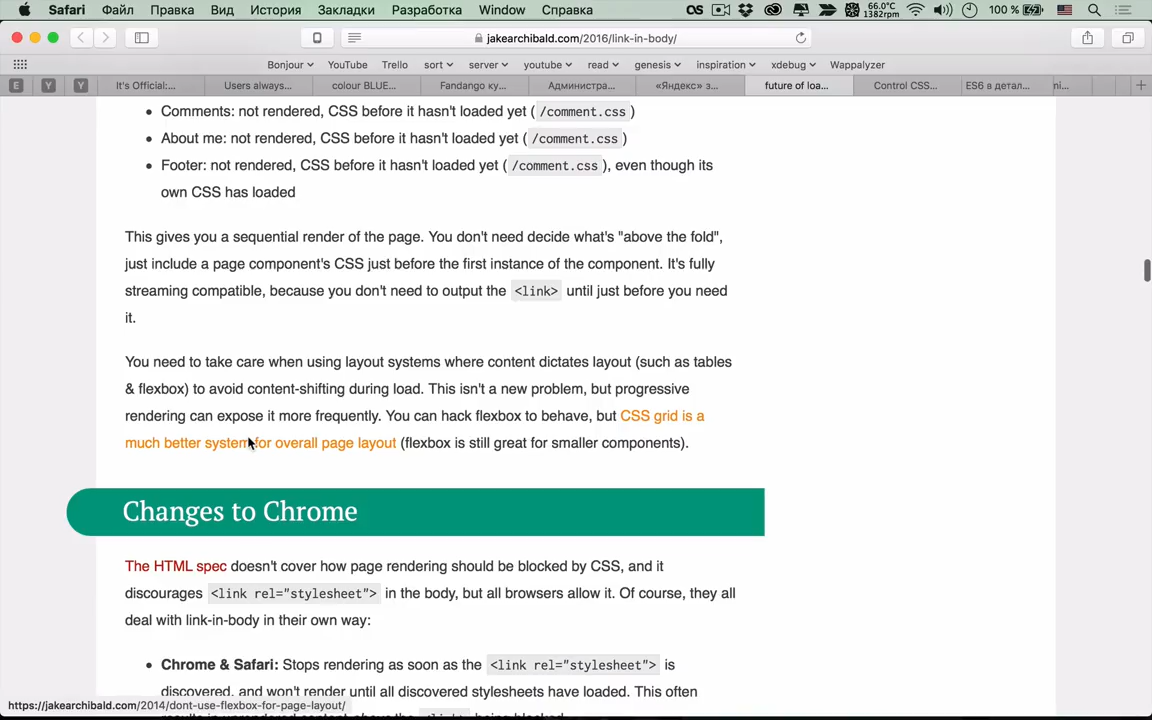 Safari Файл Правка Вид История Закладки Разработка Window Справка 66.0°C 1382rpm 100 %
jakearchibald.com/2016/link-in-body/
Bonjour YouTube Trello sort server youtube read genesis inspiration xdebug Wappalyzer
E Y Y It's Official:... Users always... colour BLUE... Fandango ку... Администра... «Яндекс» з... future of loa... Control CSS... ES6 в детал... ni...
Comments: not rendered, CSS before it hasn't loaded yet ( /comment.css )
About me: not rendered, CSS before it hasn't loaded yet ( /comment.css )
Footer: not rendered, CSS before it hasn't loaded yet ( /comment.css ), even though its
own CSS has loaded
This gives you a sequential render of the page. You don't need decide what's "above the fold",
just include a page component's CSS just before the first instance of the component. It's fully
streaming compatible, because you don't need to output the <link> until just before you need
it.
You need to take care when using layout systems where content dictates layout (such as tables
& flexbox) to avoid content-shifting during load. This isn't a new problem, but progressive
rendering can expose it more frequently. You can hack flexbox to behave, but CSS grid is a
much better system for overall page layout (flexbox is still great for smaller components).
Changes to Chrome
The HTML spec doesn't cover how page rendering should be blocked by CSS, and it
discourages <link rel="stylesheet"> in the body, but all browsers allow it. Of course, they all
deal with link-in-body in their own way:
Chrome & Safari: Stops rendering as soon as the <link rel="stylesheet"> is
discovered, and won't render until all discovered stylesheets have loaded. This often
results in unrendered content above the <link> being blocked.
https://jakearchibald.com/2014/dont-use-flexbox-for-page-layout/